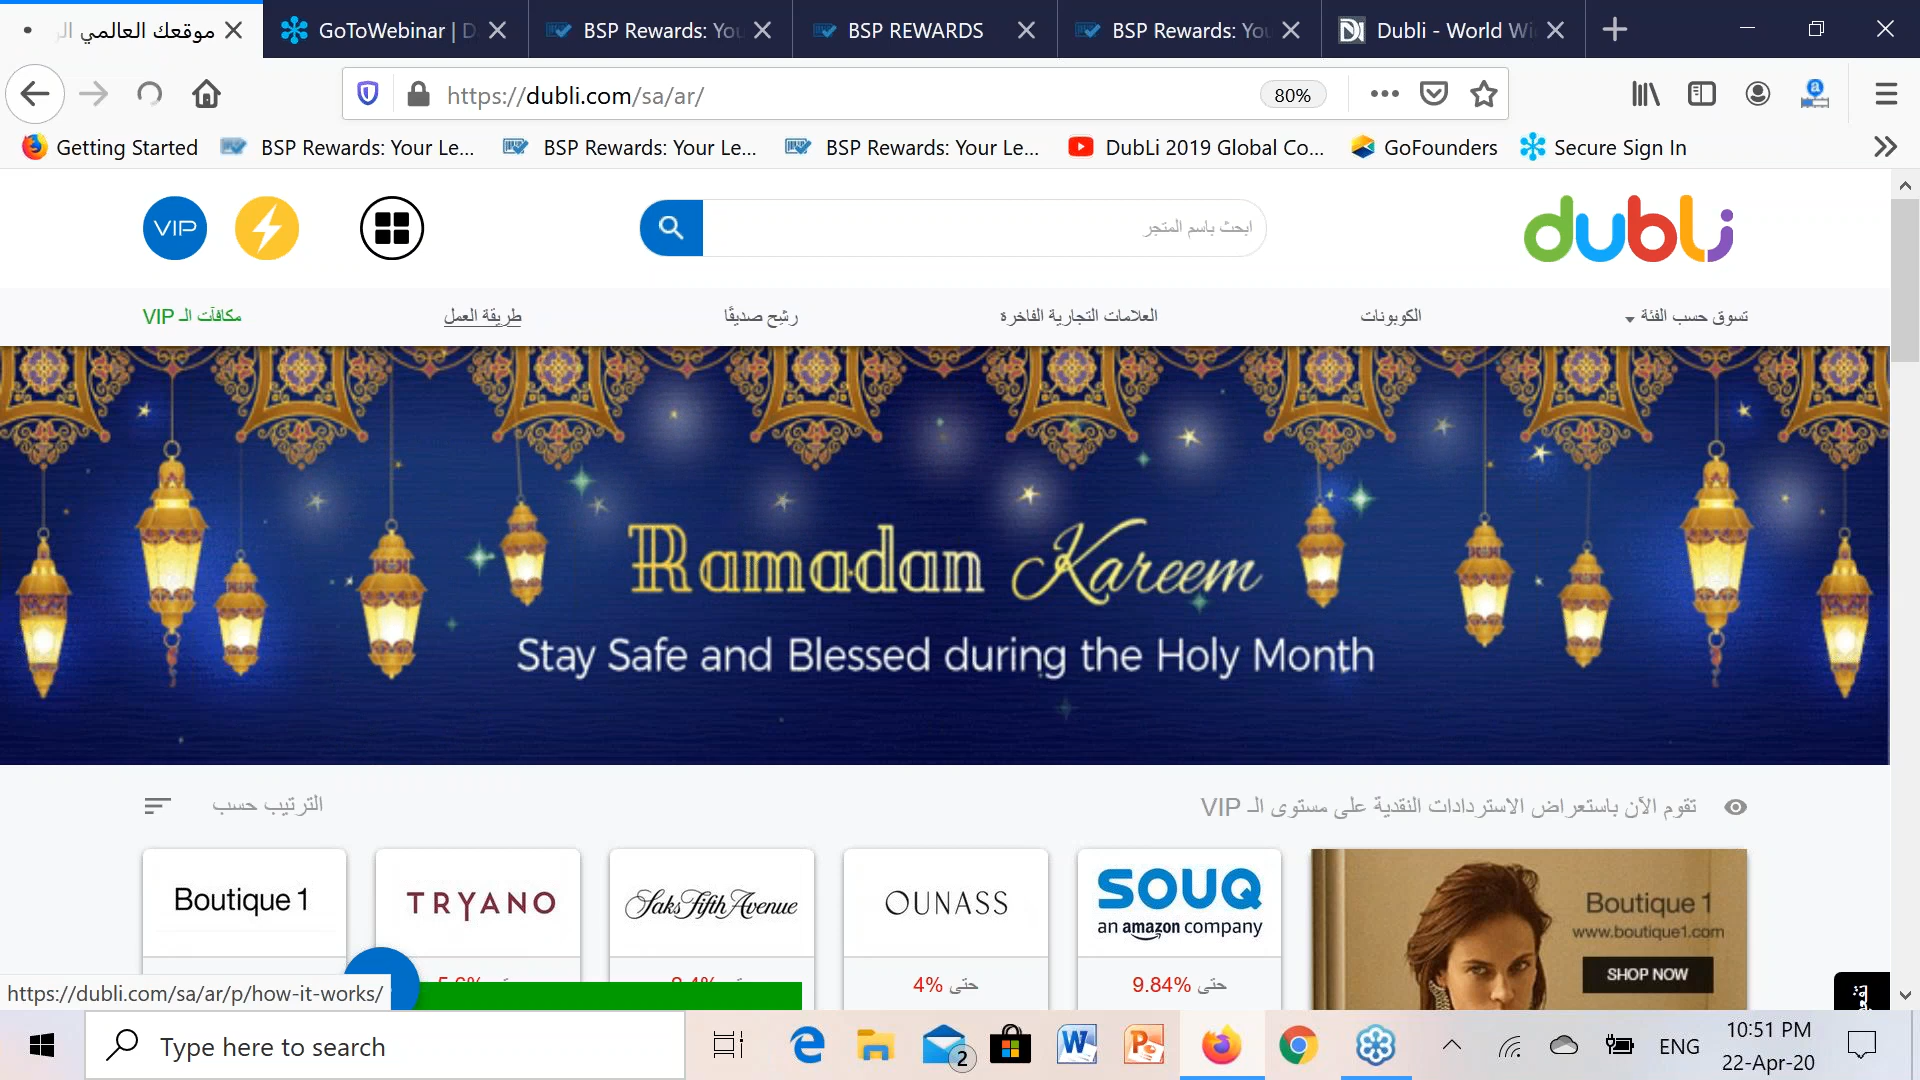 موقعك العالمي
GoToWebinar | D
BSP Rewards: You
BSP REWARDS
BSP Rewards: You
Dubli - World Wi
https://dubli.com/sa/ar/
80%
Getting Started
BSP Rewards: Your Le...
BSP Rewards: Your Le...
BSP Rewards: Your Le...
DubLi 2019 Global Co...
GoFounders
Secure Sign In
VIP
ابحث باسم المتجر
dubli
تسوق حسب الفئة
الكوبونات
العلامات التجارية الفاخرة
رشِح صديقًا
طريقة العمل
مكافآت الـ VIP
Ramadan Kareem
Stay Safe and Blessed during the Holy Month
تقوم الآن باستعراض الاستردادات النقدية على مستوى الـ VIP
الترتيب حسب
Boutique 1
TRYANO
Saks Fifth Avenue
OUNASS
SOUQ
an amazon company
Boutique 1
www.boutique1.com
SHOP NOW
حتى 4%
حتى 9.84%
https://dubli.com/sa/ar/p/how-it-works/
Type here to search
2
ENG
10:51 PM
22-Apr-20